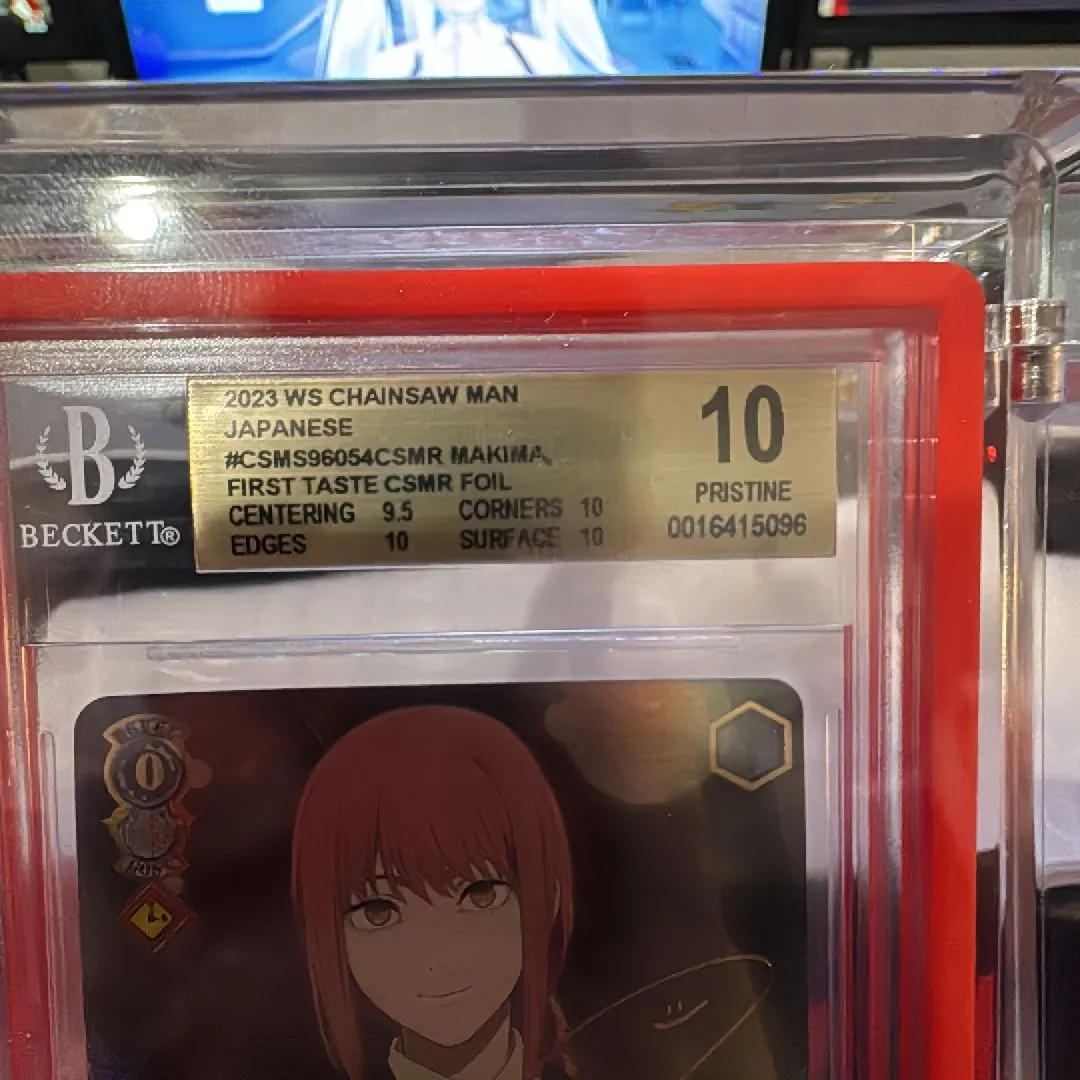 2023 WS CHAINSAW MAN
JAPANESE
#CSMS96054CSMR MAKIMA,
FIRST TASTE CSMR FOIL
CENTERING 9.5 CORNERS 10
EDGES 10 SURFACE 10
10
PRISTINE
0016415096
B
BECKETT®
0